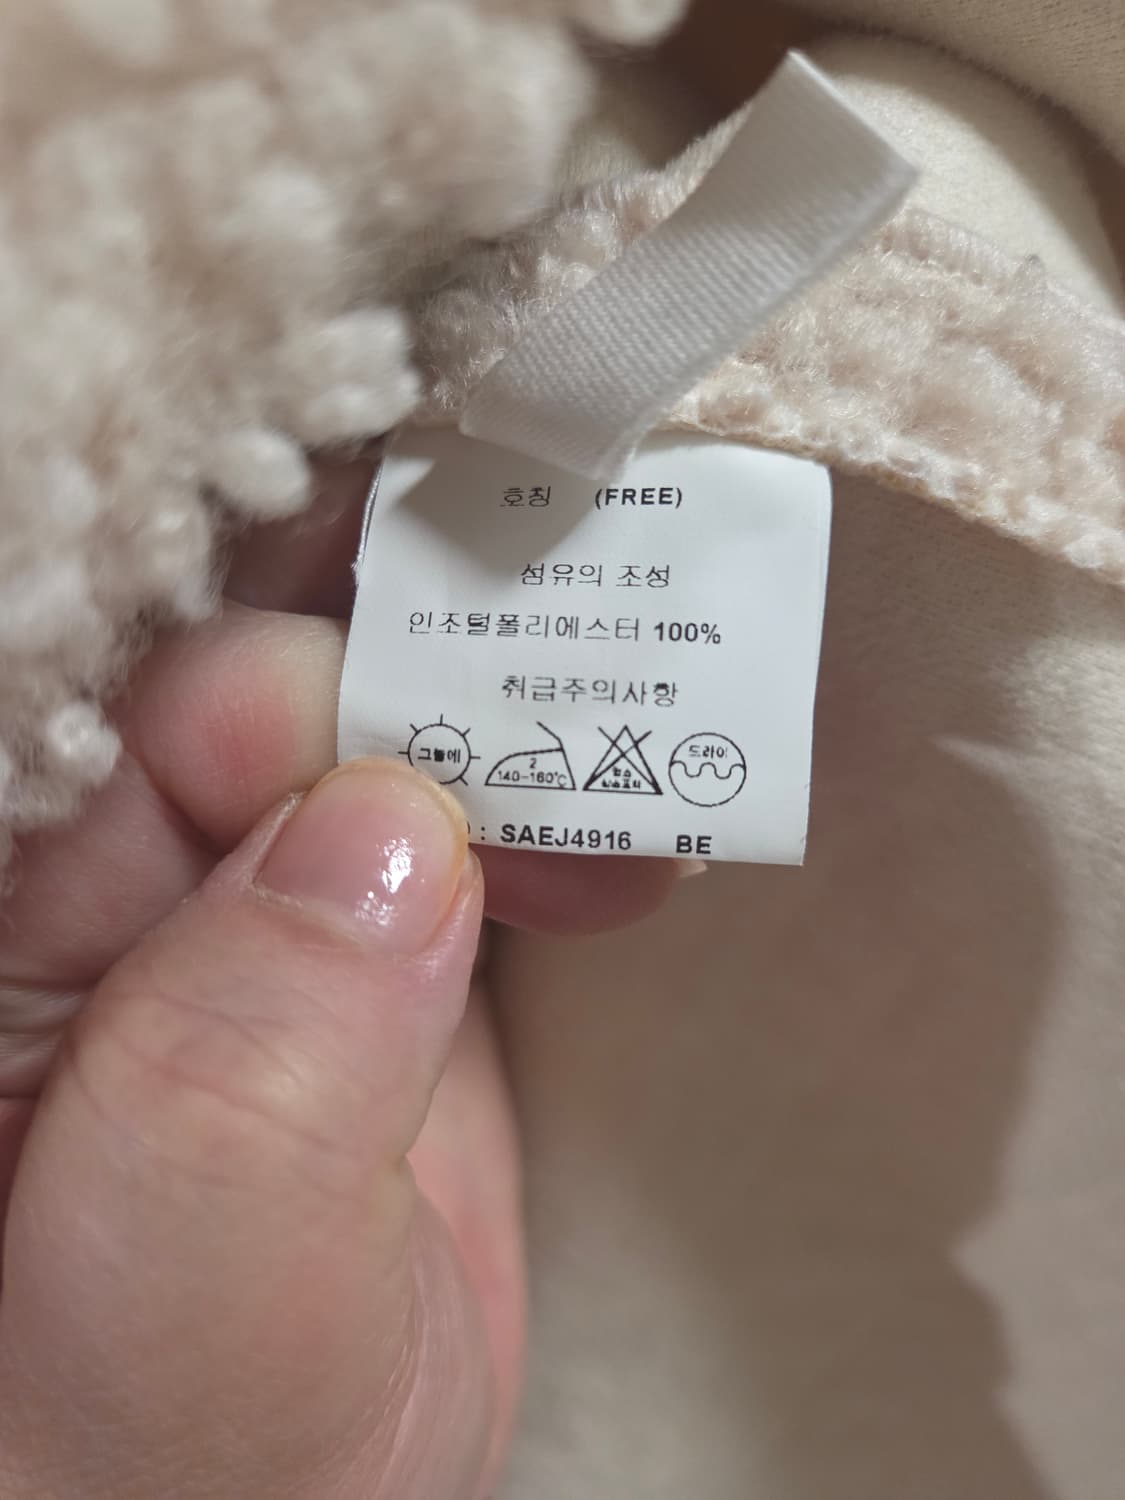 호칭 (FREE)
섬유의 조성
인조털폴리에스터 100%
취급주의사항
그늘에
2
140-160°C
드라이
: SAEJ4916 BE